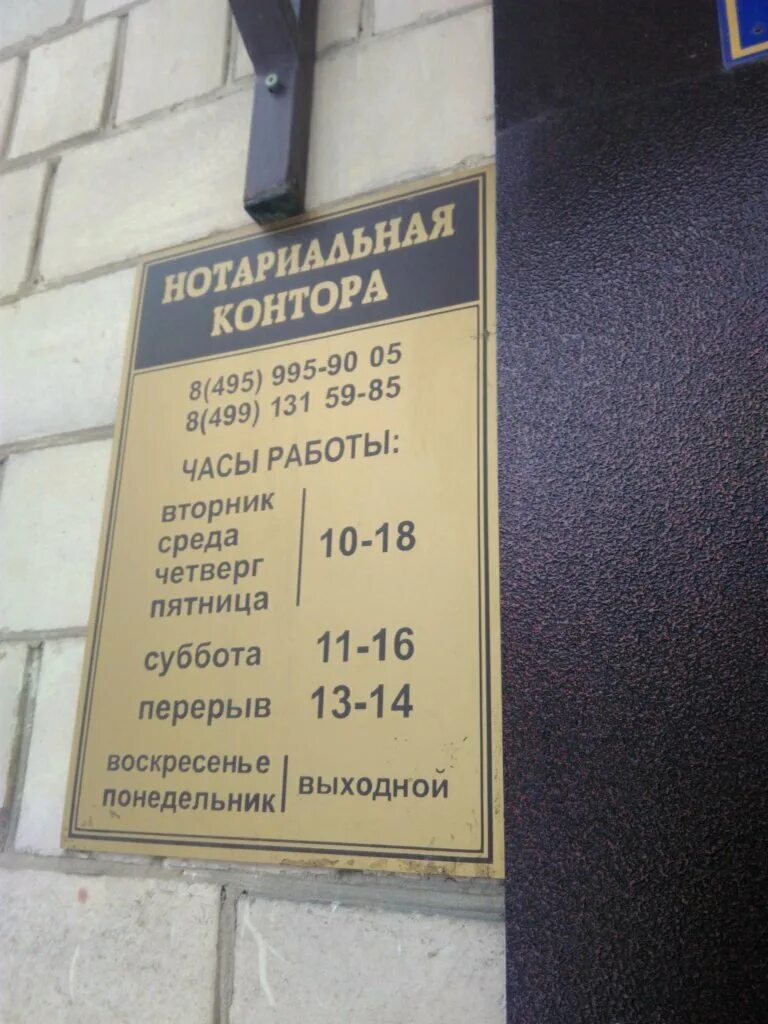 НОТАРИАЛЬНАЯ
КОНТОРА
8(495) 995-90 05
8(499) 131 59-85
ЧАСЫ РАБОТЫ:
вторник
среда
четверг
пятница
10-18
суббота 11-16
перерыв 13-14
воскресенье
понедельник
выходной